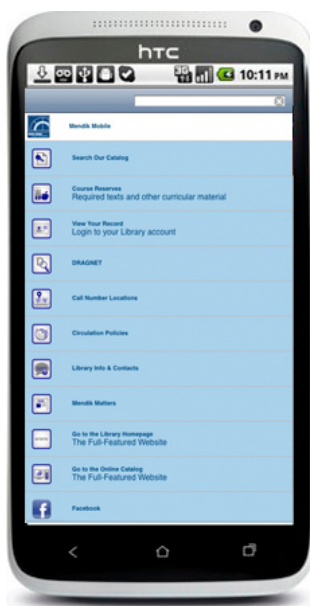 hTC
3G
10:11 PM
Mendik Mobile
Search Our Catalog
Course Reserves
Required texts and other curricular material
View Your Record
Login to your Library account
DRAGNET
Call Number Locations
Circulation Policies
Library Info & Contacts
Mendik Matters
Go to the Library Homepage
The Full-Featured Website
Go to the Online Catalog
The Full-Featured Website
Facebook